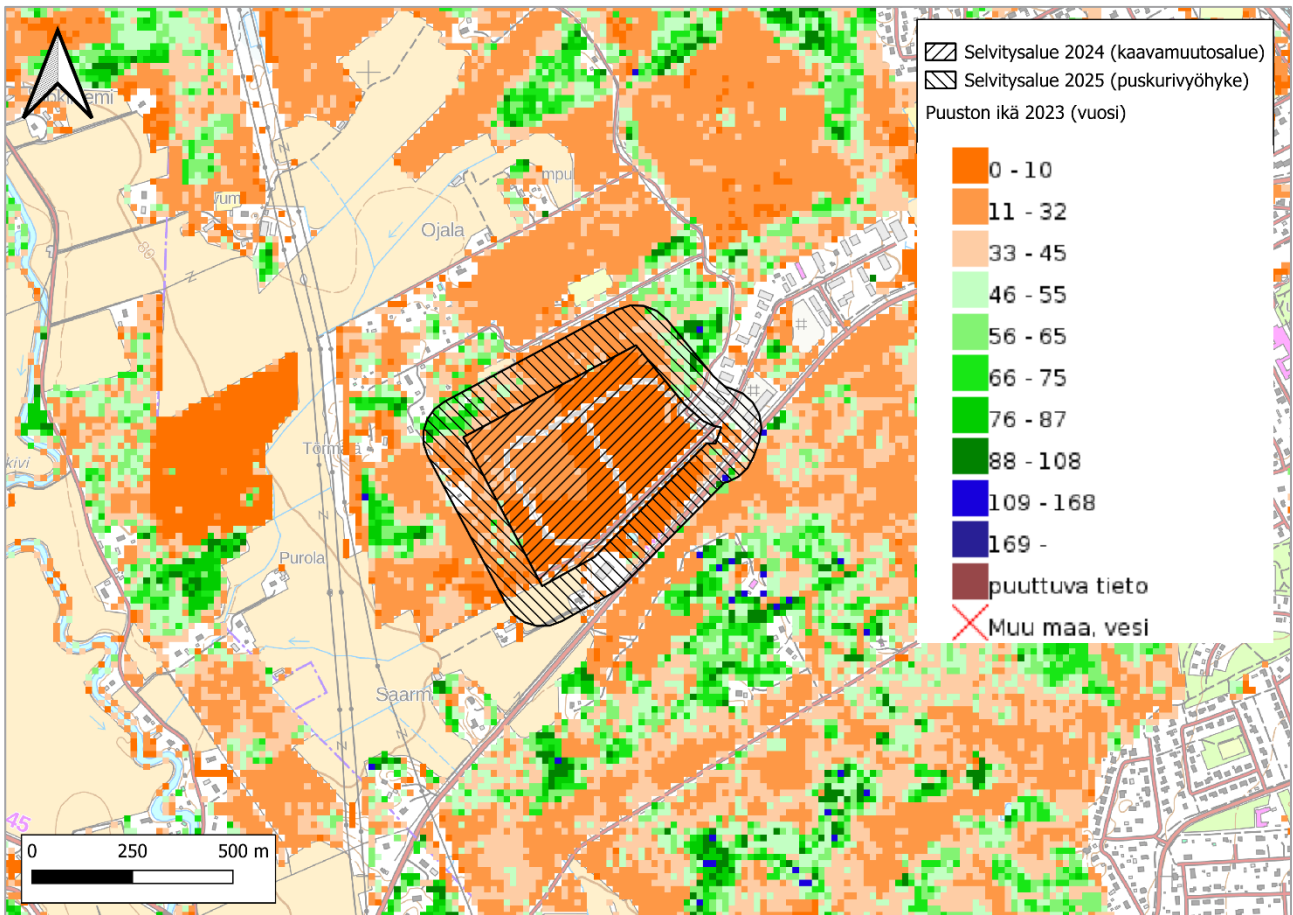 Selvitysalue 2024 (kaavamuutosalue)
Selvitysalue 2025 (puskurivyöhyke)
Puuston ikä 2023 (vuosi)
0 - 10
11 - 32
33 - 45
46 - 55
56 - 65
66 - 75
76 - 87
88 - 108
109 - 168
169 -
puuttuva tieto
Muu maa, vesi
80
Ojala
Purola
Saarm
45
0 250 500 m